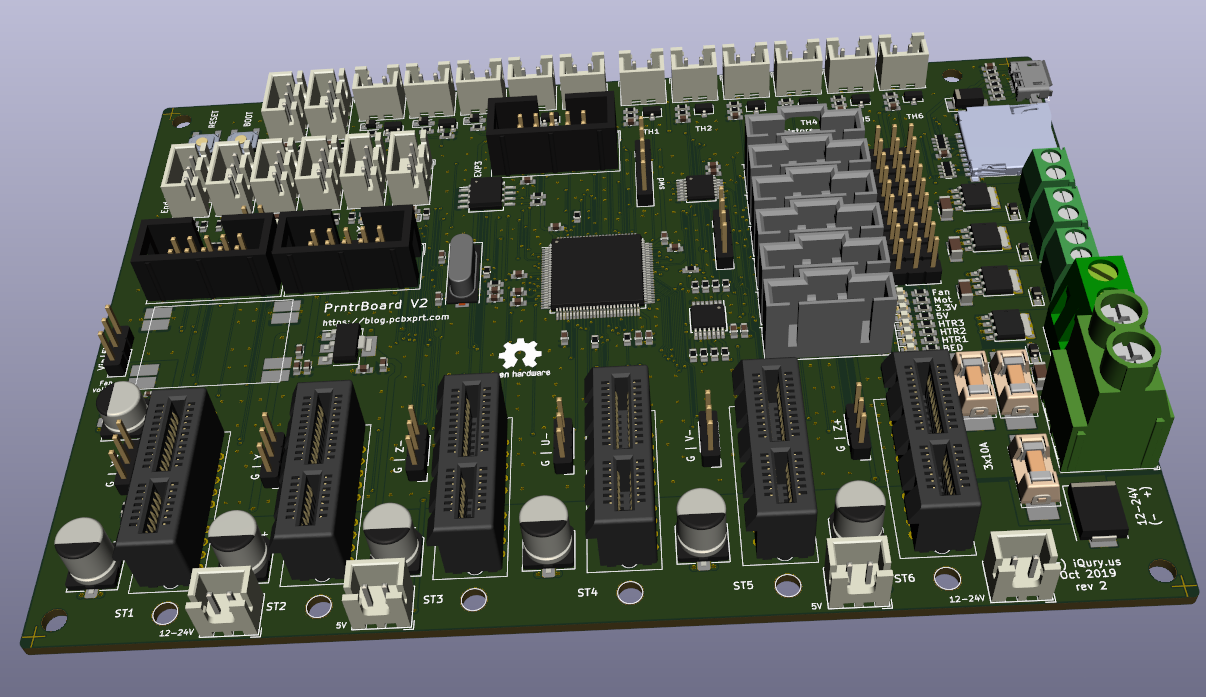 RESET
BOOT
TH1
TH2
TH4
TH6
EXP3
swd
PrntrBoard V2
https://blog.pcbxprt.com
Fan
Mot
3.3V
5V
HTR3
HTR2
HTR1
BED
hardware
G | Z-
G | U-
G | V-
G | Z+
3x10A
12-24V
(- +)
ST1
ST2
ST3
ST4
ST5
ST6
12-24V
5V
5V
12-24V
iQury.us
Oct 2019
rev 2